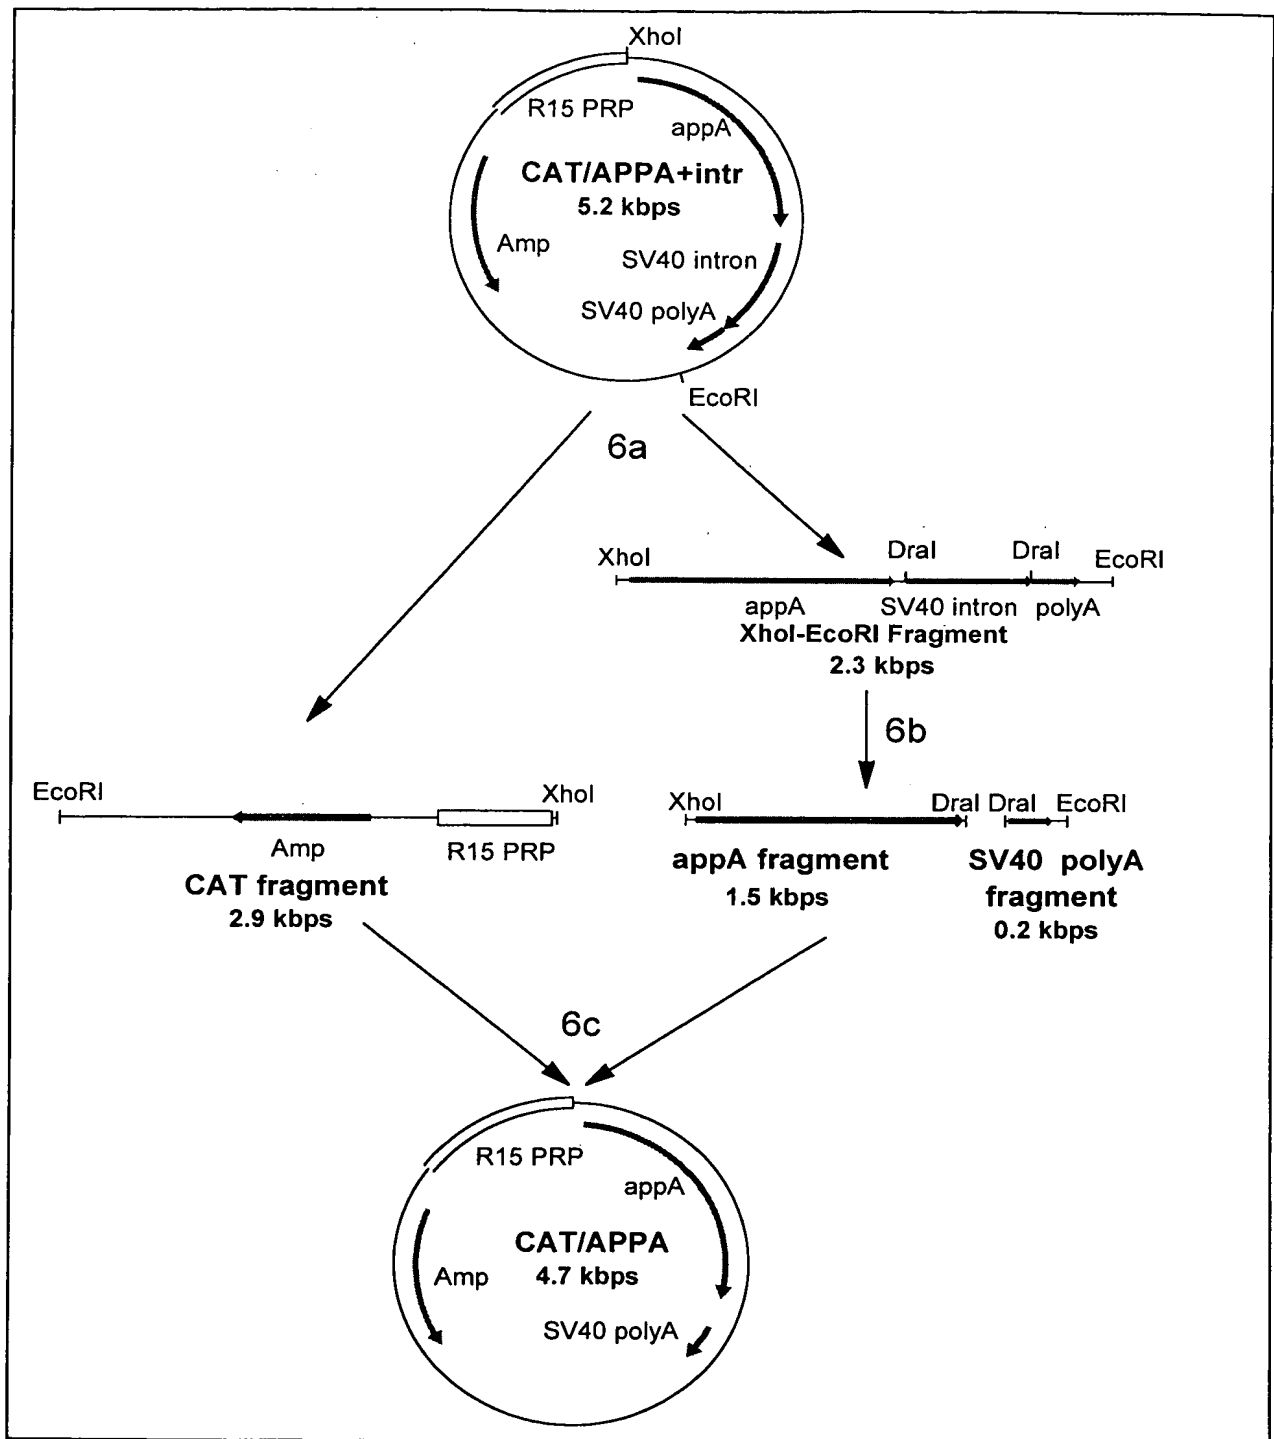 XhoI
R15 PRP
appA
CAT/APPA+intr
5.2 kbps
Amp
SV40 intron
SV40 polyA
EcoRI
6a
XhoI
DraI
DraI
EcoRI
appA
SV40 intron
polyA
XhoI-EcoRI Fragment
2.3 kbps
6b
EcoRI
XhoI
Amp
R15 PRP
CAT fragment
2.9 kbps
XhoI
DraI
DraI
EcoRI
appA fragment
1.5 kbps
SV40 polyA
fragment
0.2 kbps
6c
R15 PRP
appA
CAT/APPA
4.7 kbps
Amp
SV40 polyA